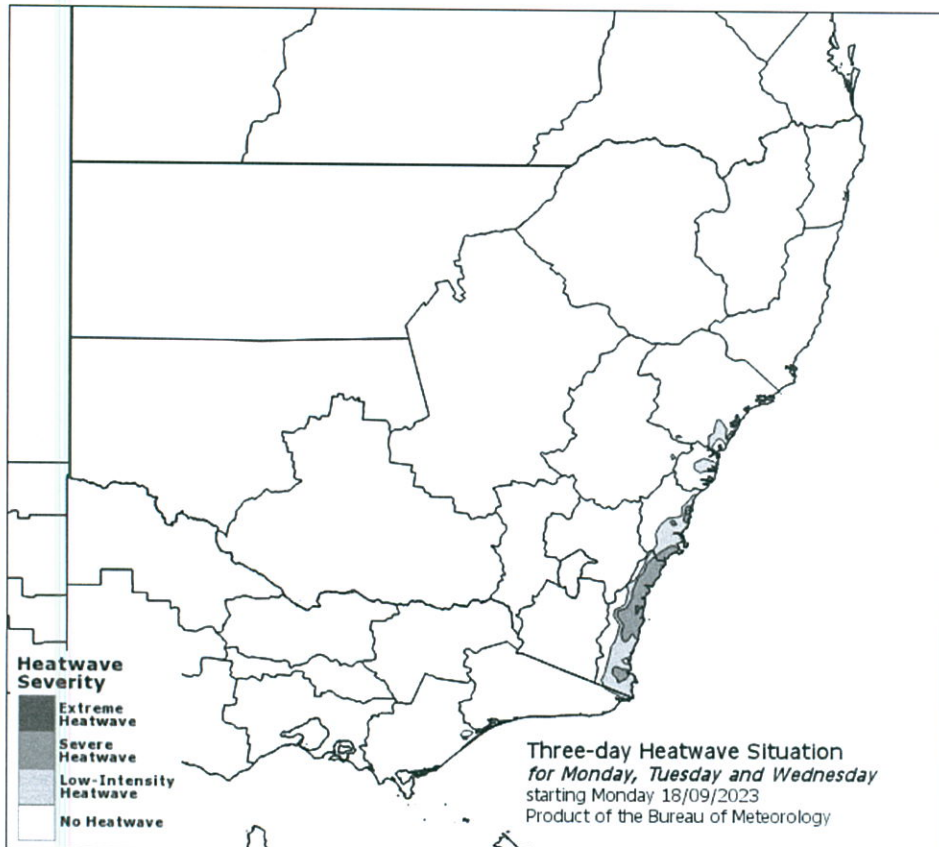 Heatwave
Severity
Extreme
Heatwave
Severe
Heatwave
Low-Intensity
Heatwave
No Heatwave
Three-day Heatwave Situation
for Monday, Tuesday and Wednesday
starting Monday 18/09/2023
Product of the Bureau of Meteorology